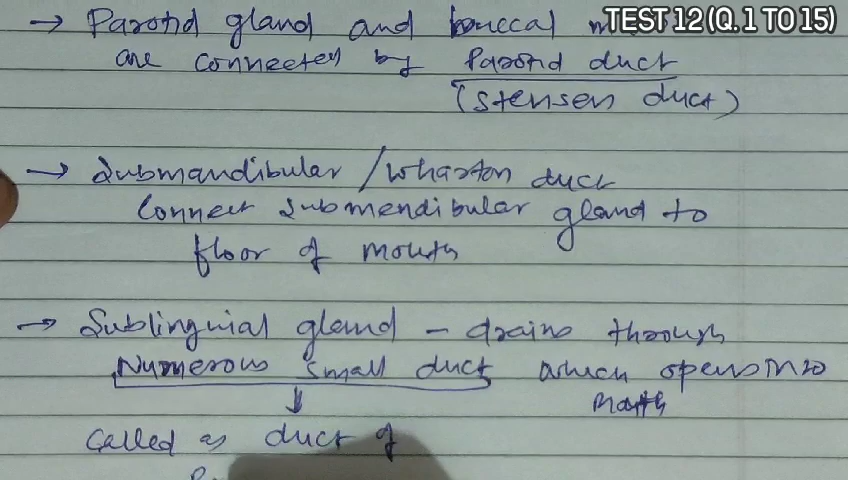 TEST 12 (Q. 1 TO 15)
→ Parotid gland and buccal
are connected by Parotid duct
(Stensen duct)
→ Submandibular / Wharton duct
Connect Submendibular gland to
floor of mouth
→ Sublinguial gland - drains through
Numerous small duct which opens into
mouth
Called as duct of